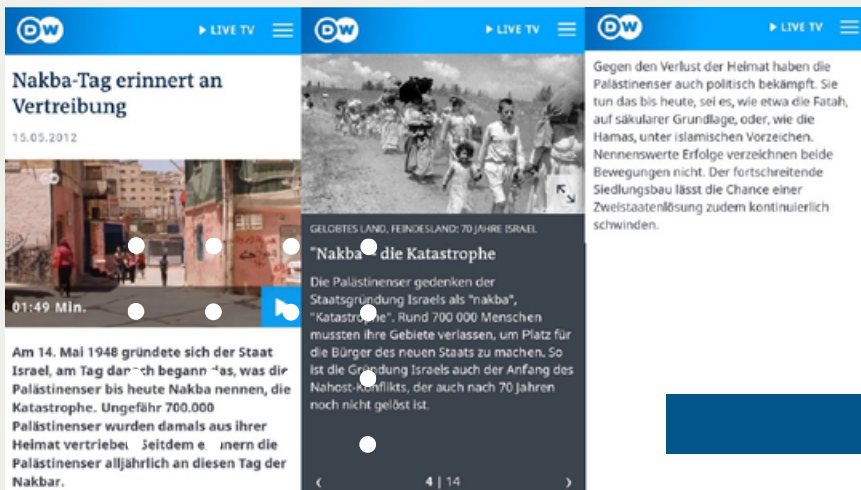 DW
LIVE TV
Nakba-Tag erinnert an
Vertreibung
15.05.2012
01:49 Min.
Am 14. Mai 1948 gründete sich der Staat
Israel, am Tag danach begann das, was die
Palästinenser bis heute Nakba nennen, die
Katastrophe. Ungefähr 700.000
Palästinenser wurden damals aus ihrer
Heimat vertrieben. Seitdem erinnern die
Palästinenser alljährlich an diesen Tag der
Nakbar.
DW
LIVE TV
GELOBTES LAND, FEINDESLAND: 70 JAHRE ISRAEL
"Nakba" - die Katastrophe
Die Palästinenser gedenken der
Staatsgründung Israels als "nakba",
"Katastrophe". Rund 700 000 Menschen
mussten ihre Gebiete verlassen, um Platz für
die Bürger des neuen Staats zu machen. So
ist die Gründung Israels auch der Anfang des
Nahost-Konflikts, der auch nach 70 Jahren
noch nicht gelöst ist.
4 | 14
DW
LIVE TV
Gegen den Verlust der Heimat haben die
Palästinenser auch politisch bekämpft. Sie
tun das bis heute, sei es, wie etwa die Fatah,
auf säkularer Grundlage, oder, wie die
Hamas, unter islamischen Vorzeichen.
Nennenswerte Erfolge verzeichnen beide
Bewegungen nicht. Der fortschreitende
Siedlungsbau lässt die Chance einer
Zweistaatenlösung zudem kontinuierlich
schwinden.